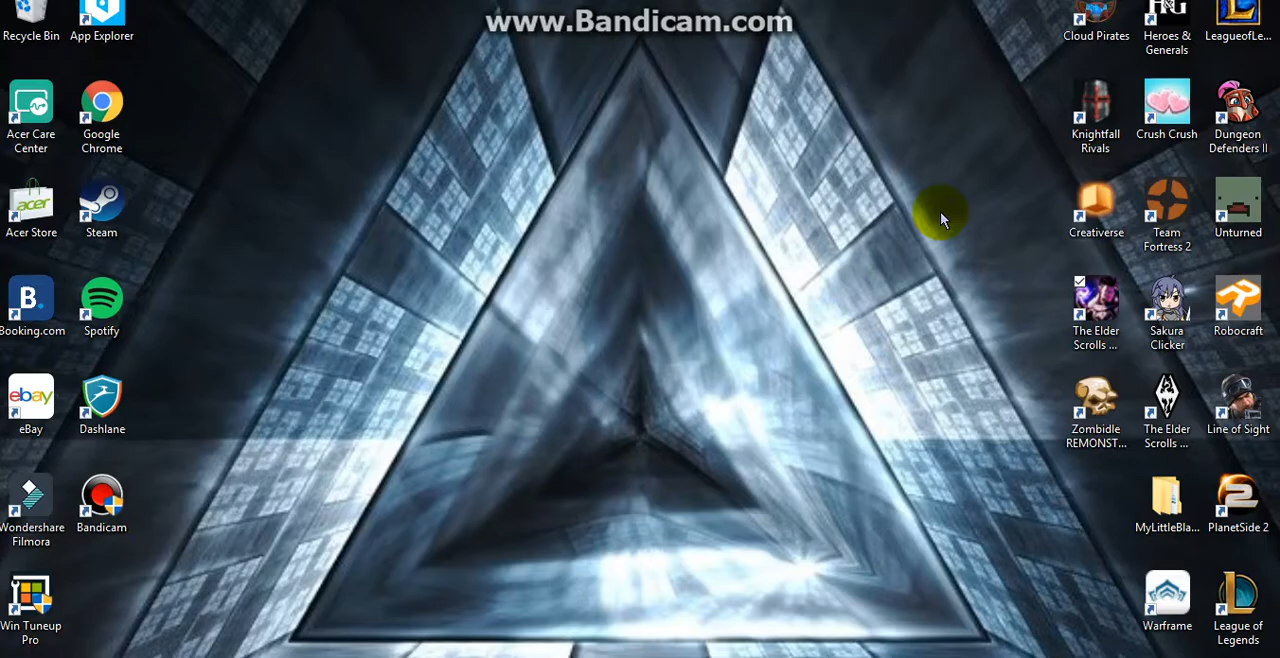 www.Bandicam.com
Recycle Bin
App Explorer
Cloud Pirates
Heroes &
Generals
LeagueofLe...
Acer Care
Center
Google
Chrome
Knightfall
Rivals
Crush Crush
Dungeon
Defenders II
acer
Acer Store
Steam
Creativerse
Team
Fortress 2
Unturned
B.
Booking.com
Spotify
The Elder
Scrolls ...
Sakura
Clicker
Robocraft
ebay
eBay
Dashlane
Zombidle
REMONST...
The Elder
Scrolls ...
Line of Sight
Wondershare
Filmora
Bandicam
MyLittleBla...
2
PlanetSide 2
Win Tuneup
Pro
Warframe
League of
Legends